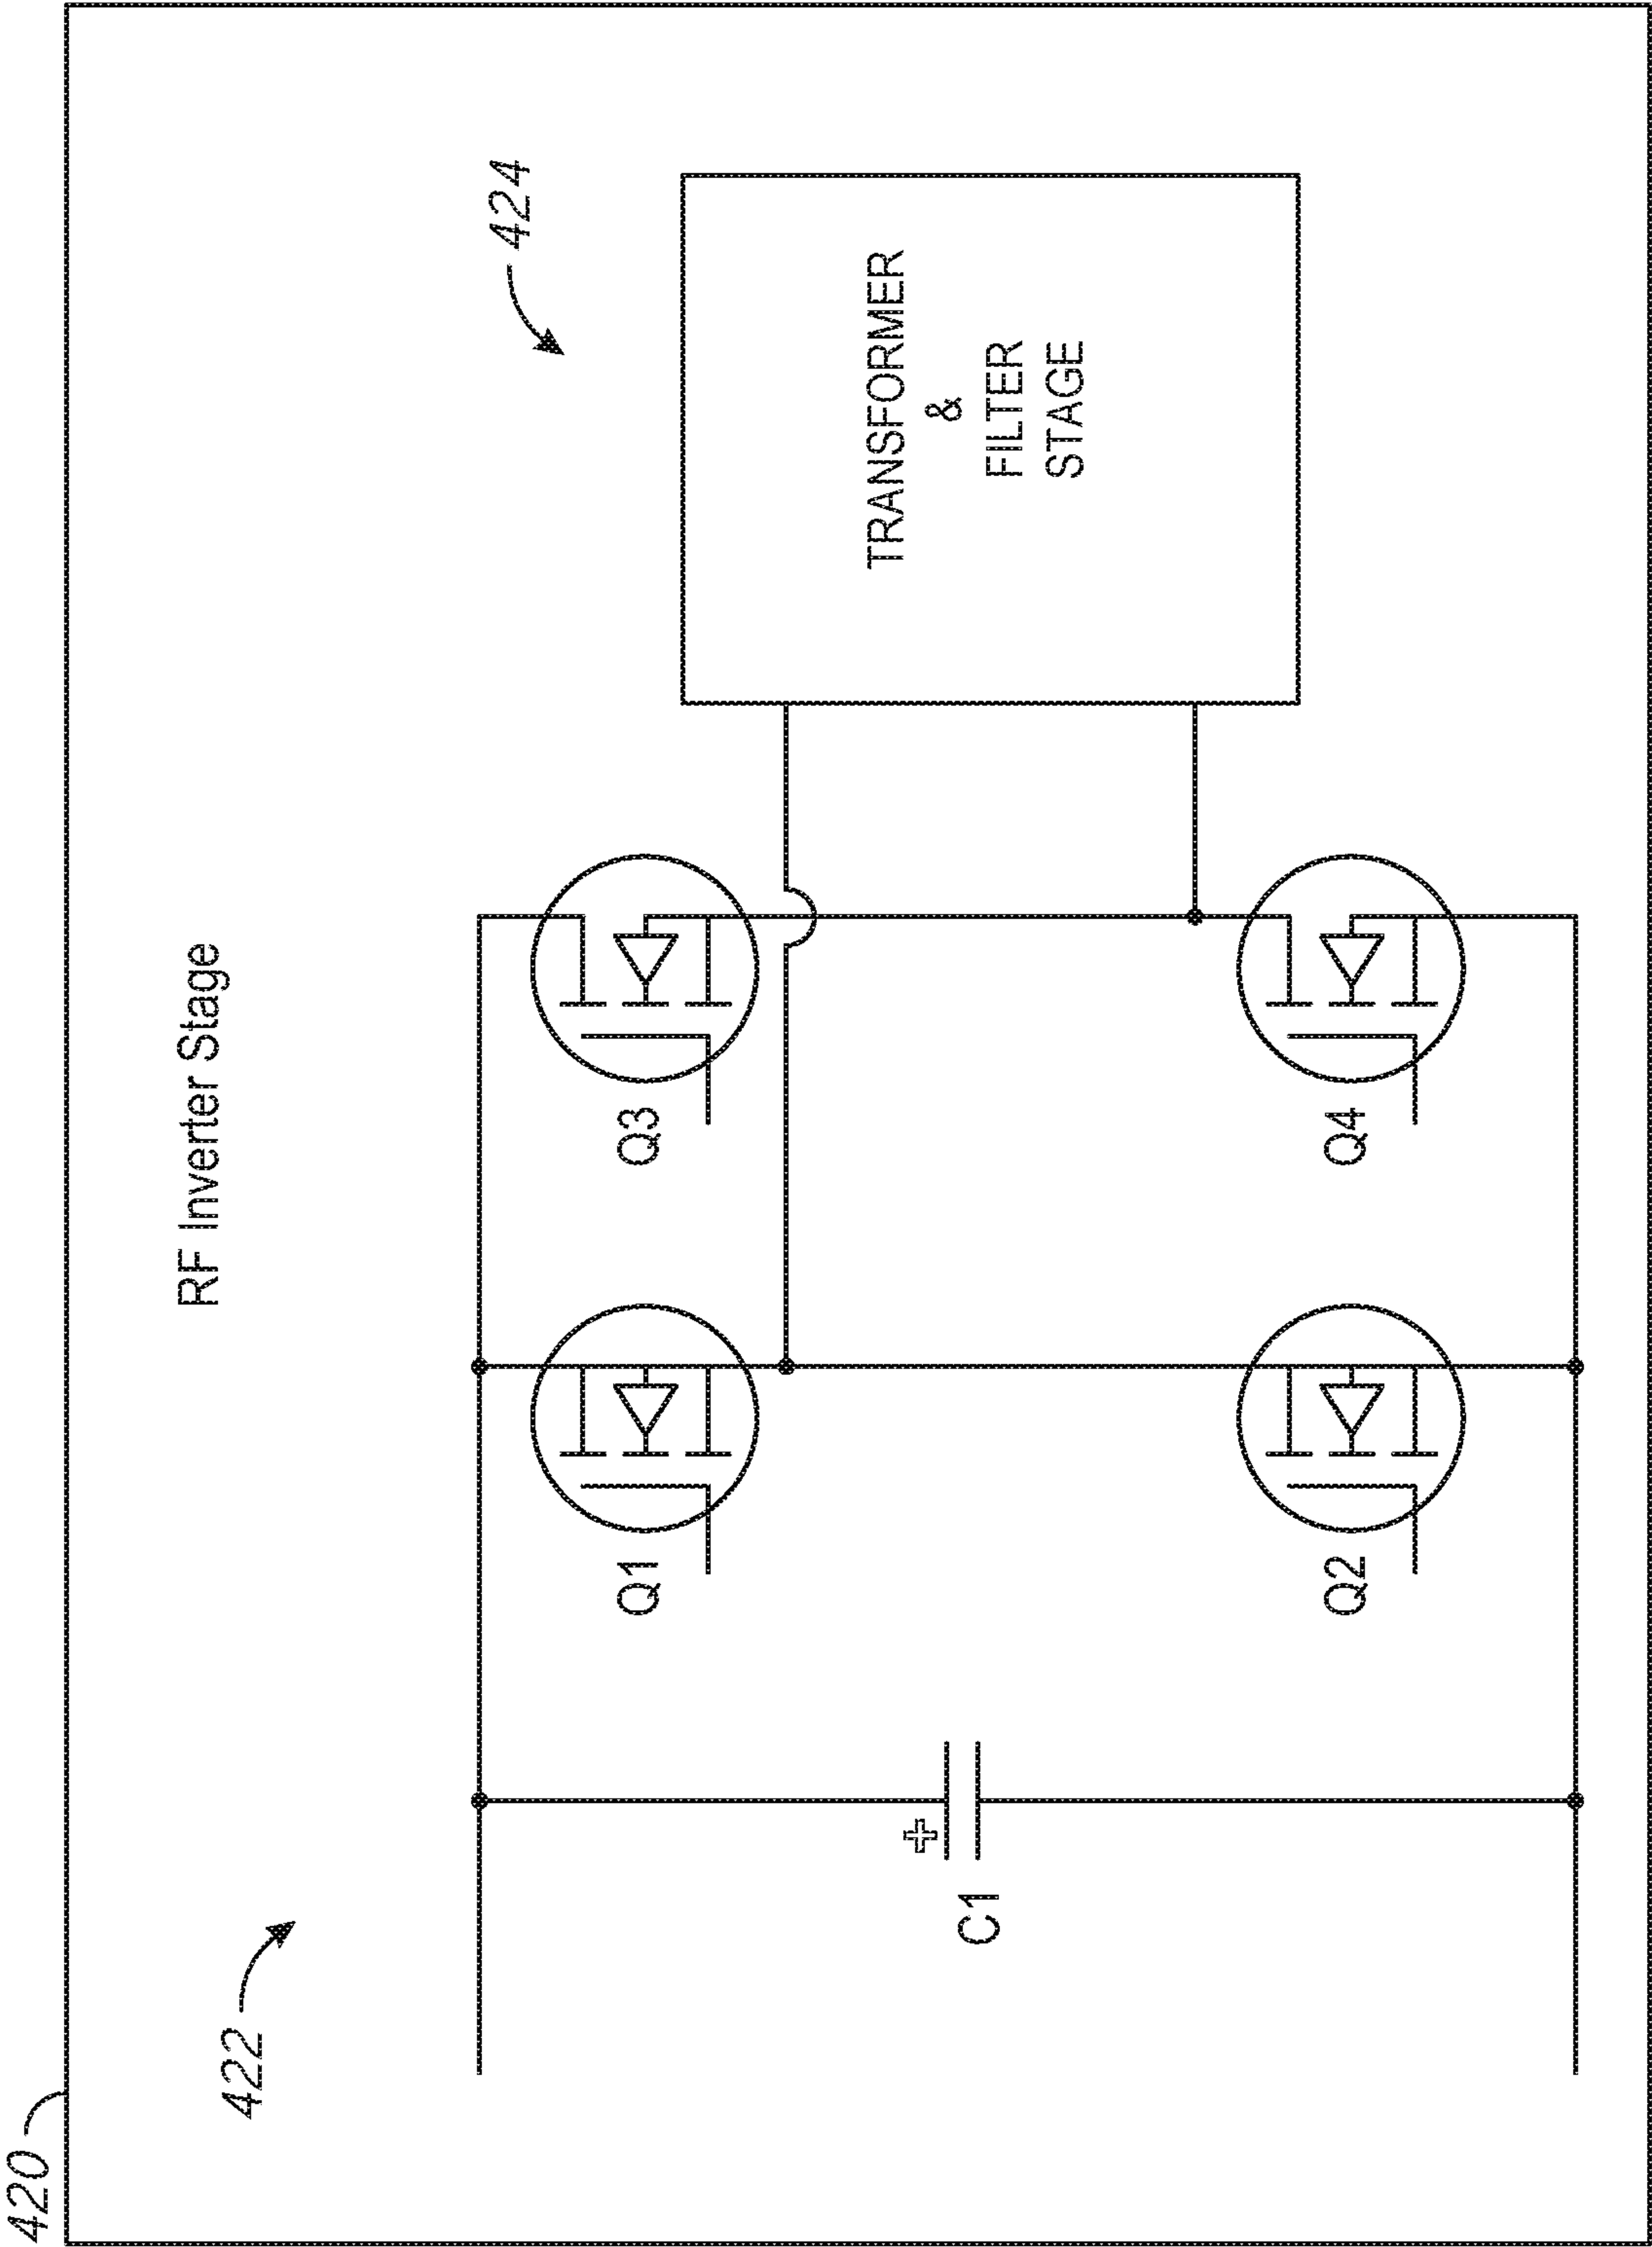 420
422
RF Inverter Stage
424
Q1
Q3
TRANSFORMER
&
FILTER
STAGE
+
C1
Q2
Q4